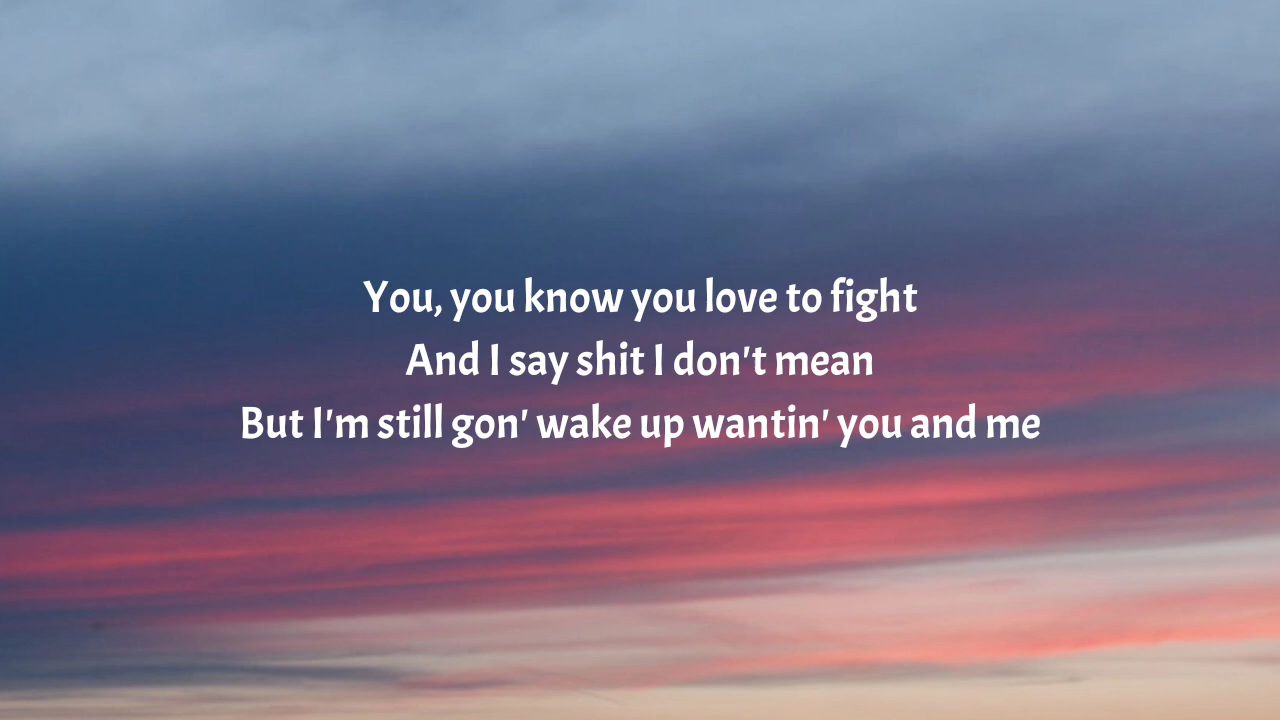 You, you know you love to fight
And I say shit I don't mean
But I'm still gon' wake up wantin' you and me